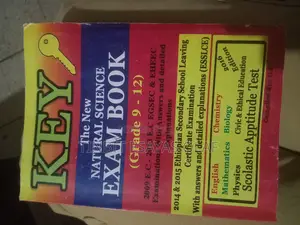 KEY
The New
NATURAL SCIENCE
EXAM BOOK
(Grade 9 - 12)
2014 & 2015 Ethiopian Secondary School Leaving
Certificate Examination
With answers and detailed explanations (ESSLCE)
English
Mathematics
Physics
Chemistry
Biology
Civic & Ethical Education
Scolastic Apptitude Test